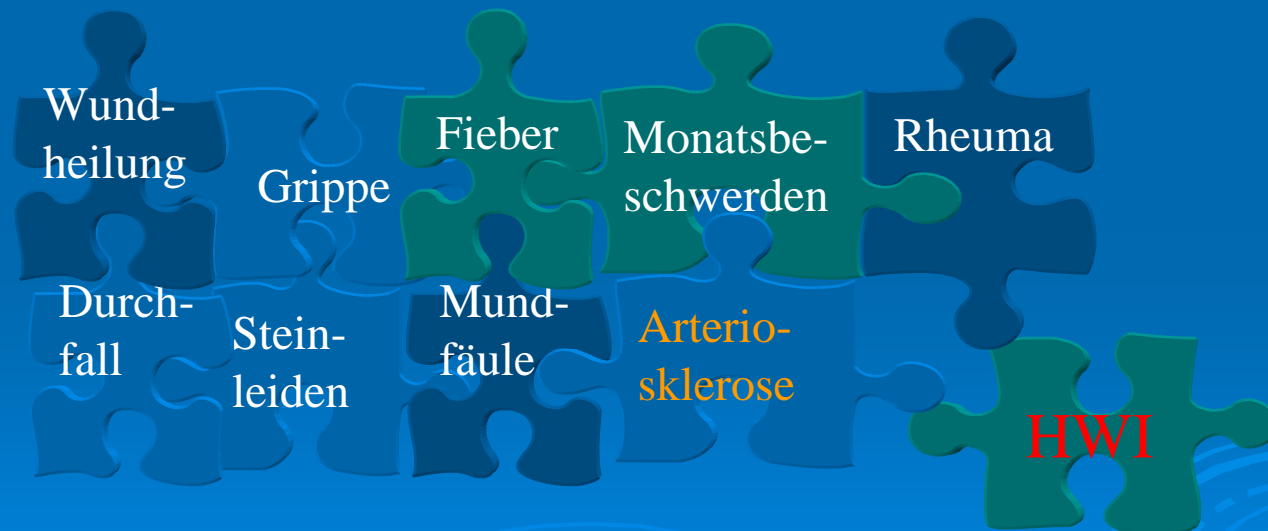 Wund-
heilung
Grippe
Fieber
Monatsbe-
schwerden
Rheuma
Durch-
fall
Stein-
leiden
Mund-
fäule
Arterio-
sklerose
HWI